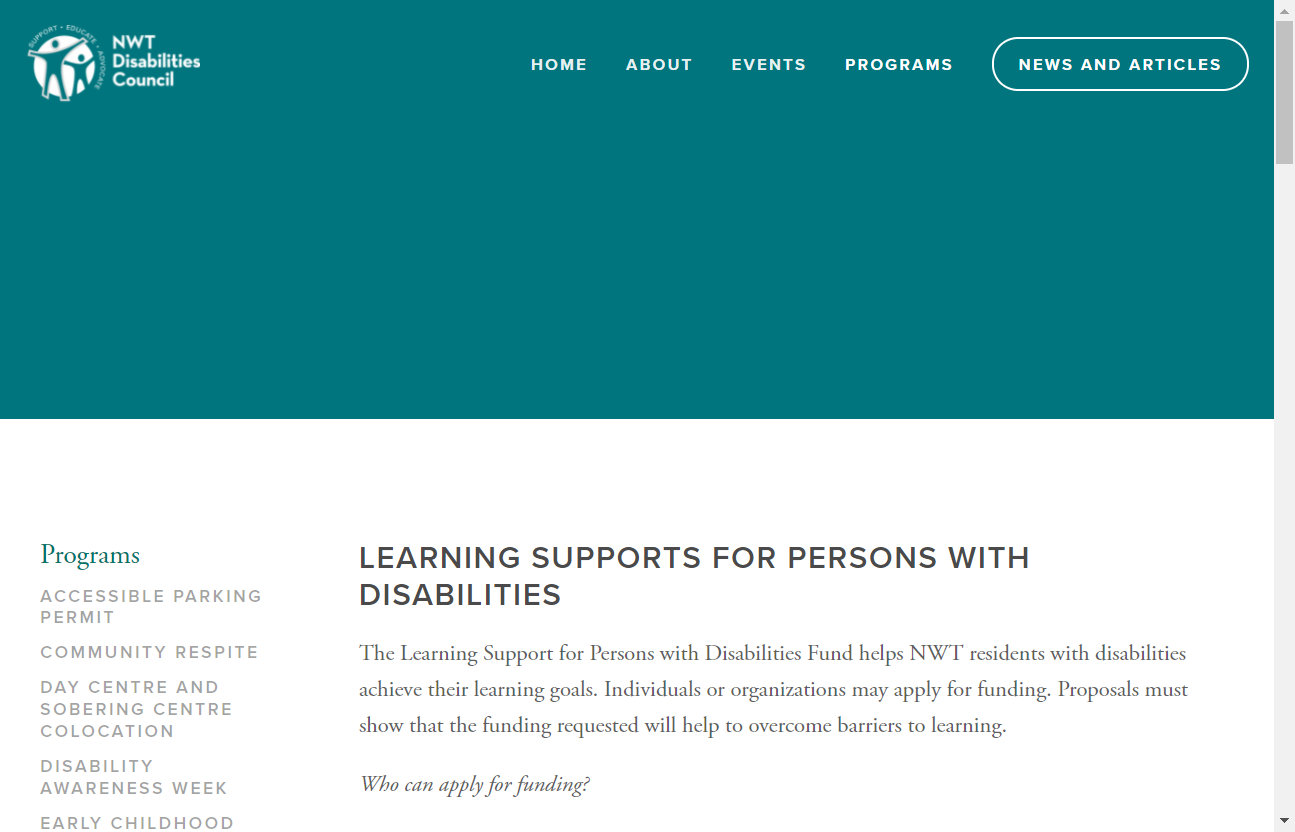 SUPPORT • EDUCATE • ADVOCATE
NWT
Disabilities
Council
HOME
ABOUT
EVENTS
PROGRAMS
NEWS AND ARTICLES
Programs
ACCESSIBLE PARKING
PERMIT
COMMUNITY RESPITE
DAY CENTRE AND
SOBERING CENTRE
COLOCATION
DISABILITY
AWARENESS WEEK
EARLY CHILDHOOD
LEARNING SUPPORTS FOR PERSONS WITH
DISABILITIES
The Learning Support for Persons with Disabilities Fund helps NWT residents with disabilities
achieve their learning goals. Individuals or organizations may apply for funding. Proposals must
show that the funding requested will help to overcome barriers to learning.
Who can apply for funding?